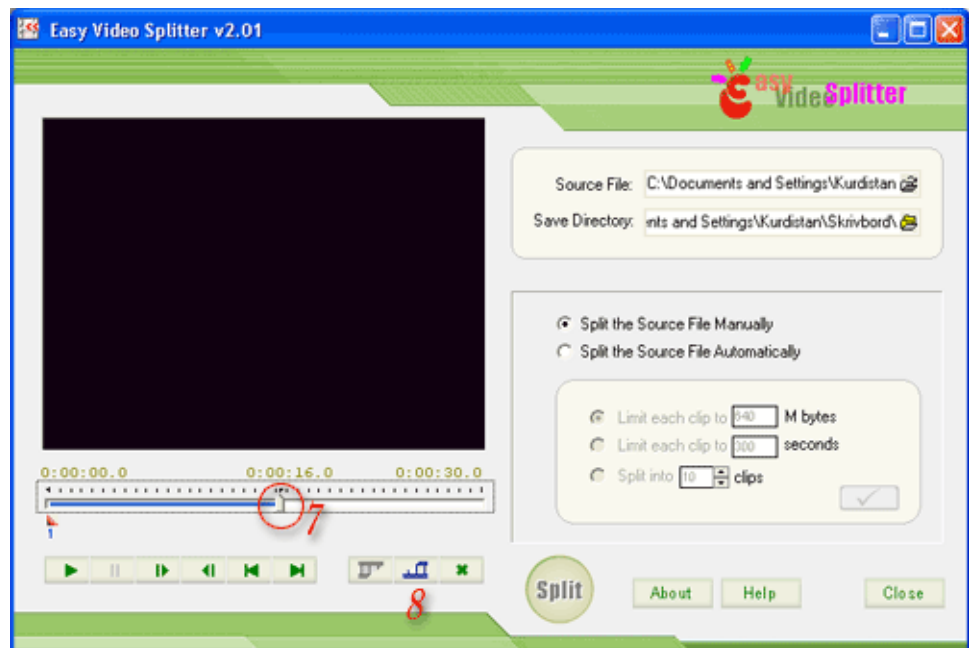 Easy Video Splitter v2.01
easy Video Splitter
Source File: C:\Documents and Settings\Kurdistan
Save Directory: nts and Settings\Kurdistan\Skrivbord\
Split the Source File Manually
Split the Source File Automatically
Limit each clip to 640 M bytes
Limit each clip to 300 seconds
Split into 10 clips
0:00:00.0 0:00:16.0 0:00:30.0
7
1
8
Split About Help Close